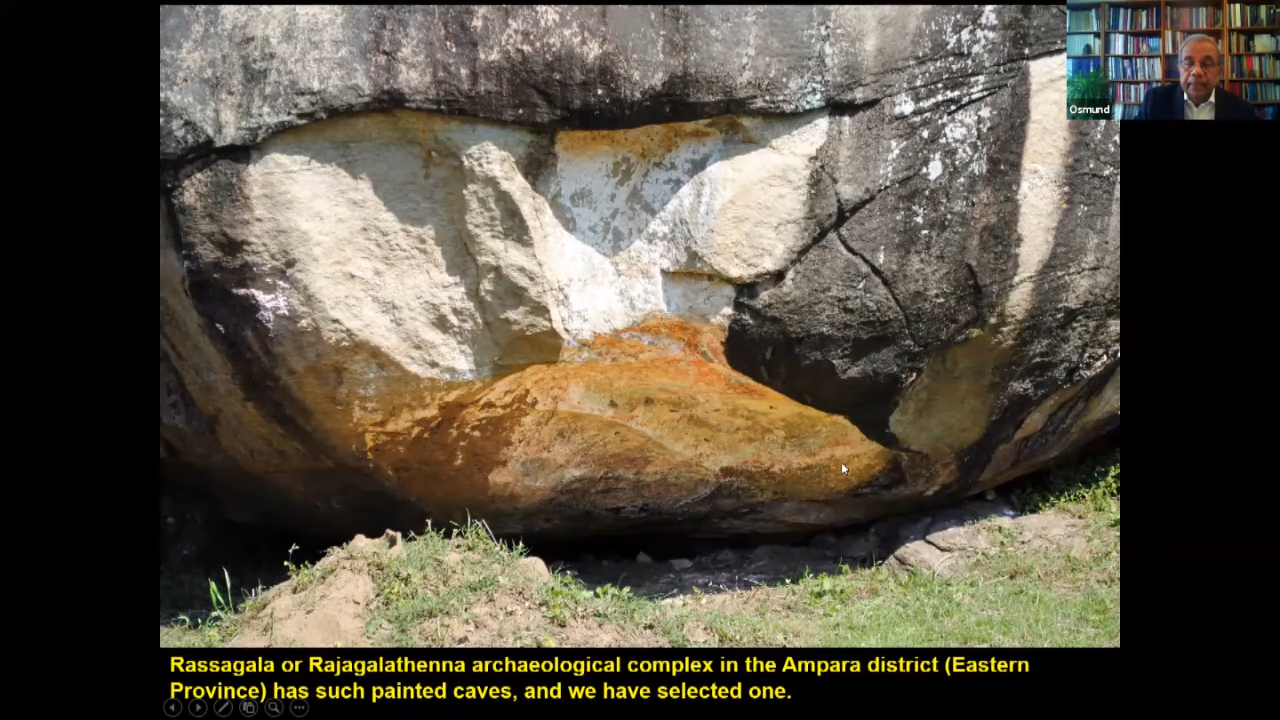 Osmund
Rassagala or Rajagalathenna archaeological complex in the Ampara district (Eastern
Province) has such painted caves, and we have selected one.